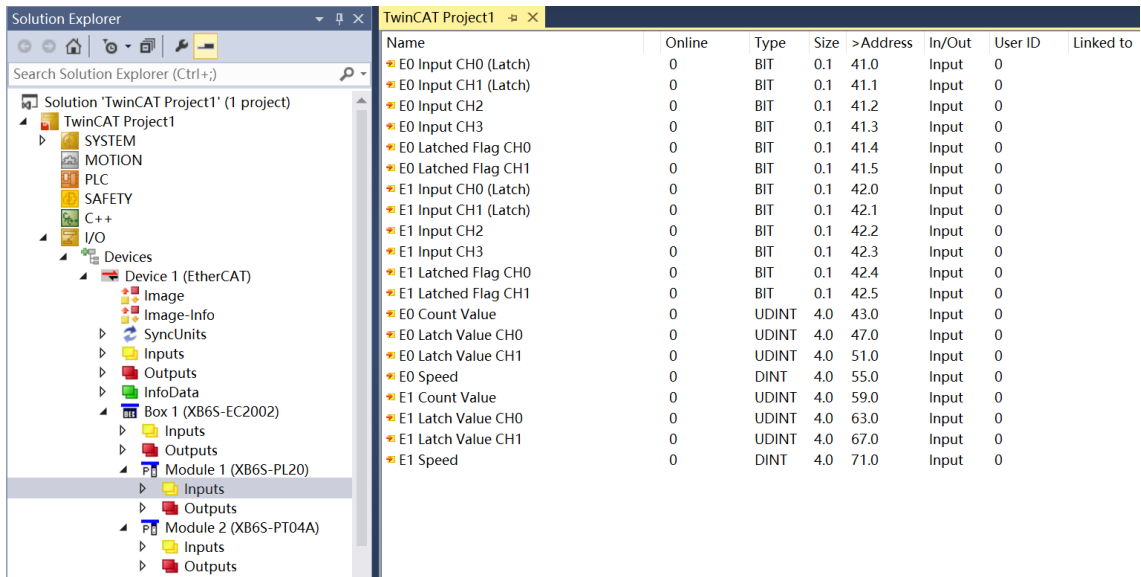 Solution Explorer
Search Solution Explorer (Ctrl+;)
Solution 'TwinCAT Project1' (1 project)
TwinCAT Project1
SYSTEM
MOTION
PLC
SAFETY
C++
I/O
Devices
Device 1 (EtherCAT)
Image
Image-Info
SyncUnits
Inputs
Outputs
InfoData
Box 1 (XB6S-EC2002)
Inputs
Outputs
Module 1 (XB6S-PL20)
Inputs
Outputs
Module 2 (XB6S-PT04A)
Inputs
Outputs
TwinCAT Project1
Name Online Type Size >Address In/Out User ID Linked to
E0 Input CH0 (Latch) 0 BIT 0.1 41.0 Input 0
E0 Input CH1 (Latch) 0 BIT 0.1 41.1 Input 0
E0 Input CH2 0 BIT 0.1 41.2 Input 0
E0 Input CH3 0 BIT 0.1 41.3 Input 0
E0 Latched Flag CH0 0 BIT 0.1 41.4 Input 0
E0 Latched Flag CH1 0 BIT 0.1 41.5 Input 0
E1 Input CH0 (Latch) 0 BIT 0.1 42.0 Input 0
E1 Input CH1 (Latch) 0 BIT 0.1 42.1 Input 0
E1 Input CH2 0 BIT 0.1 42.2 Input 0
E1 Input CH3 0 BIT 0.1 42.3 Input 0
E1 Latched Flag CH0 0 BIT 0.1 42.4 Input 0
E1 Latched Flag CH1 0 BIT 0.1 42.5 Input 0
E0 Count Value 0 UDINT 4.0 43.0 Input 0
E0 Latch Value CH0 0 UDINT 4.0 47.0 Input 0
E0 Latch Value CH1 0 UDINT 4.0 51.0 Input 0
E0 Speed 0 DINT 4.0 55.0 Input 0
E1 Count Value 0 UDINT 4.0 59.0 Input 0
E1 Latch Value CH0 0 UDINT 4.0 63.0 Input 0
E1 Latch Value CH1 0 UDINT 4.0 67.0 Input 0
E1 Speed 0 DINT 4.0 71.0 Input 0